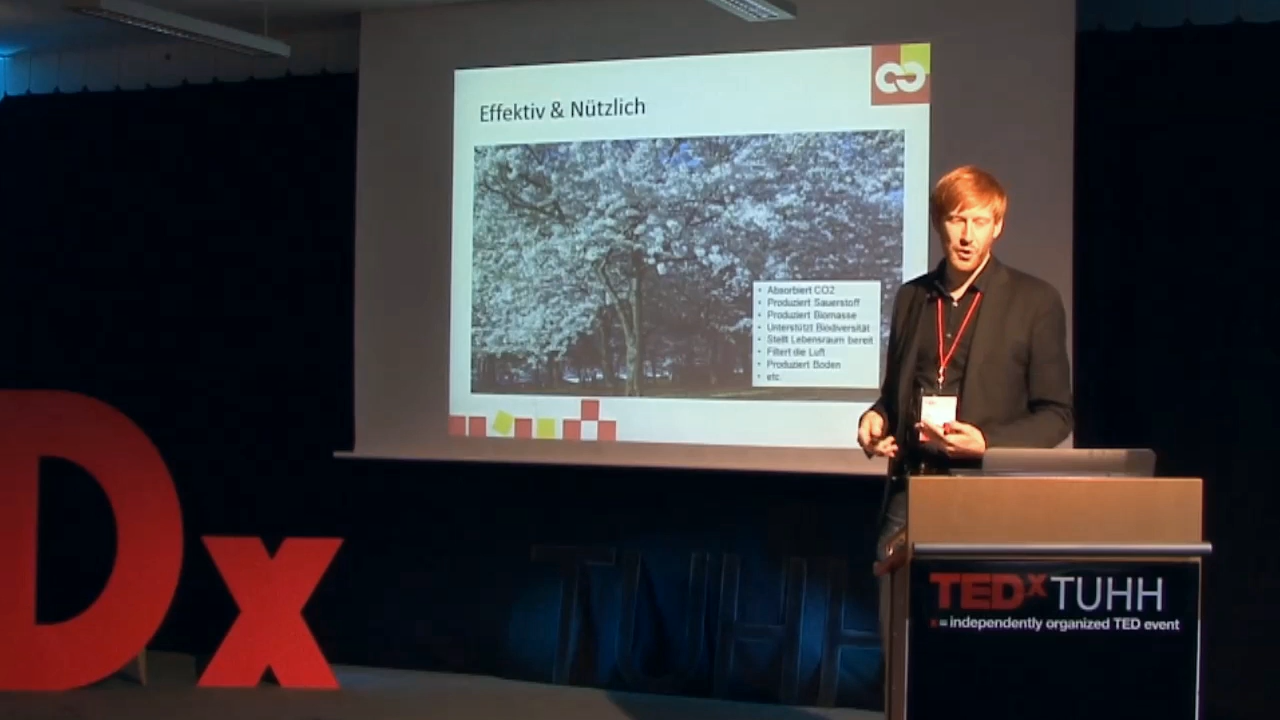 Effektiv & Nützlich
• Absorbiert CO2
• Produziert Sauerstoff
• Produziert Biomasse
• Unterstützt Biodiversität
• Stellt Lebensraum bereit
• Filtert die Luft
• Produziert Boden
• etc.
Dx
TUHH
TEDxTUHH
x = independently organized TED event